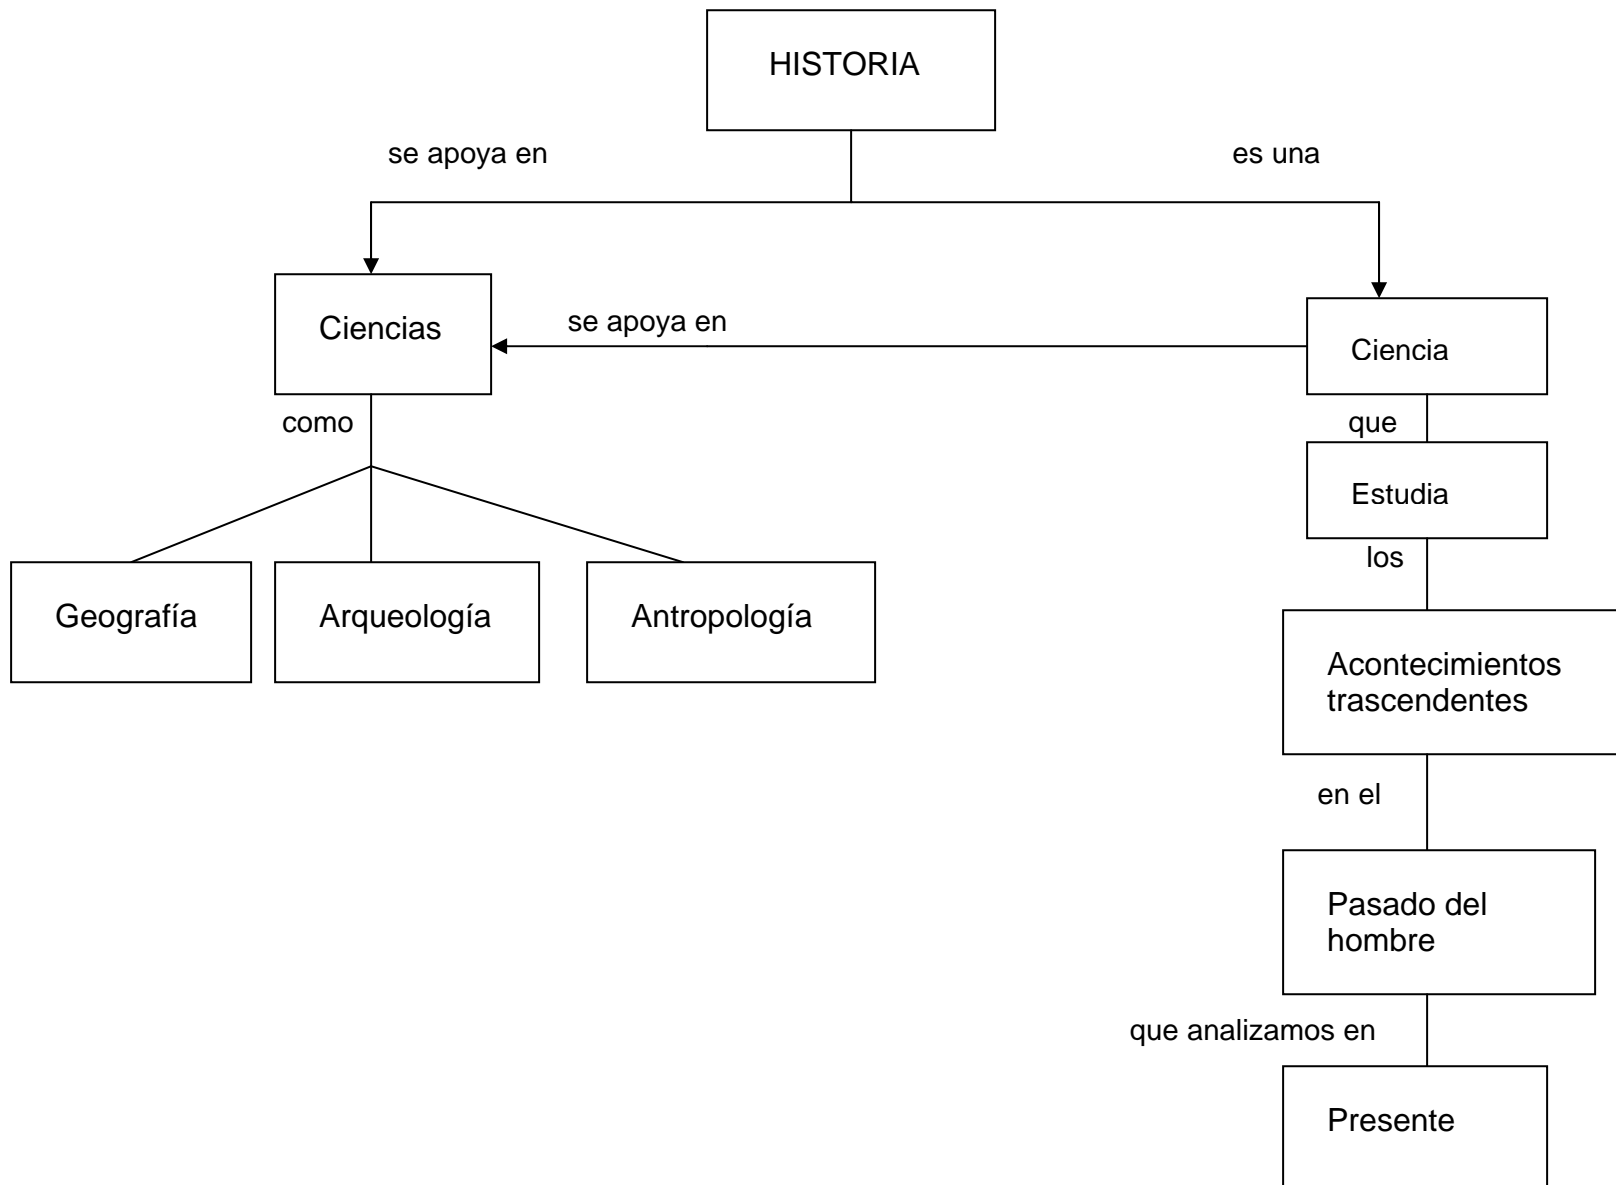 HISTORIA
se apoya en
es una
Ciencias
se apoya en
Ciencia
como
que
Estudia
los
Geografía
Arqueología
Antropología
Acontecimientos
trascendentes
en el
Pasado del
hombre
que analizamos en
Presente